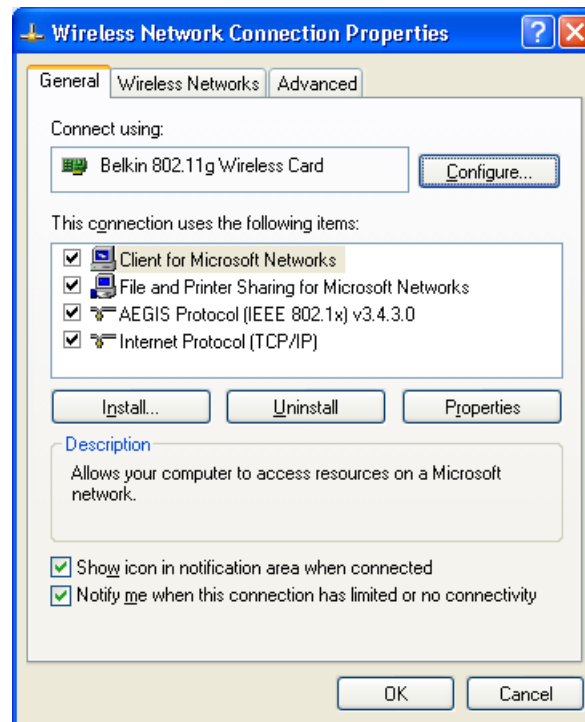 Wireless Network Connection Properties
General Wireless Networks Advanced
Connect using:
Belkin 802.11g Wireless Card Configure...
This connection uses the following items:
Client for Microsoft Networks
File and Printer Sharing for Microsoft Networks
AEGIS Protocol (IEEE 802.1x) v3.4.3.0
Internet Protocol (TCP/IP)
Install... Uninstall Properties
Description
Allows your computer to access resources on a Microsoft
network.
Show icon in notification area when connected
Notify me when this connection has limited or no connectivity
OK Cancel